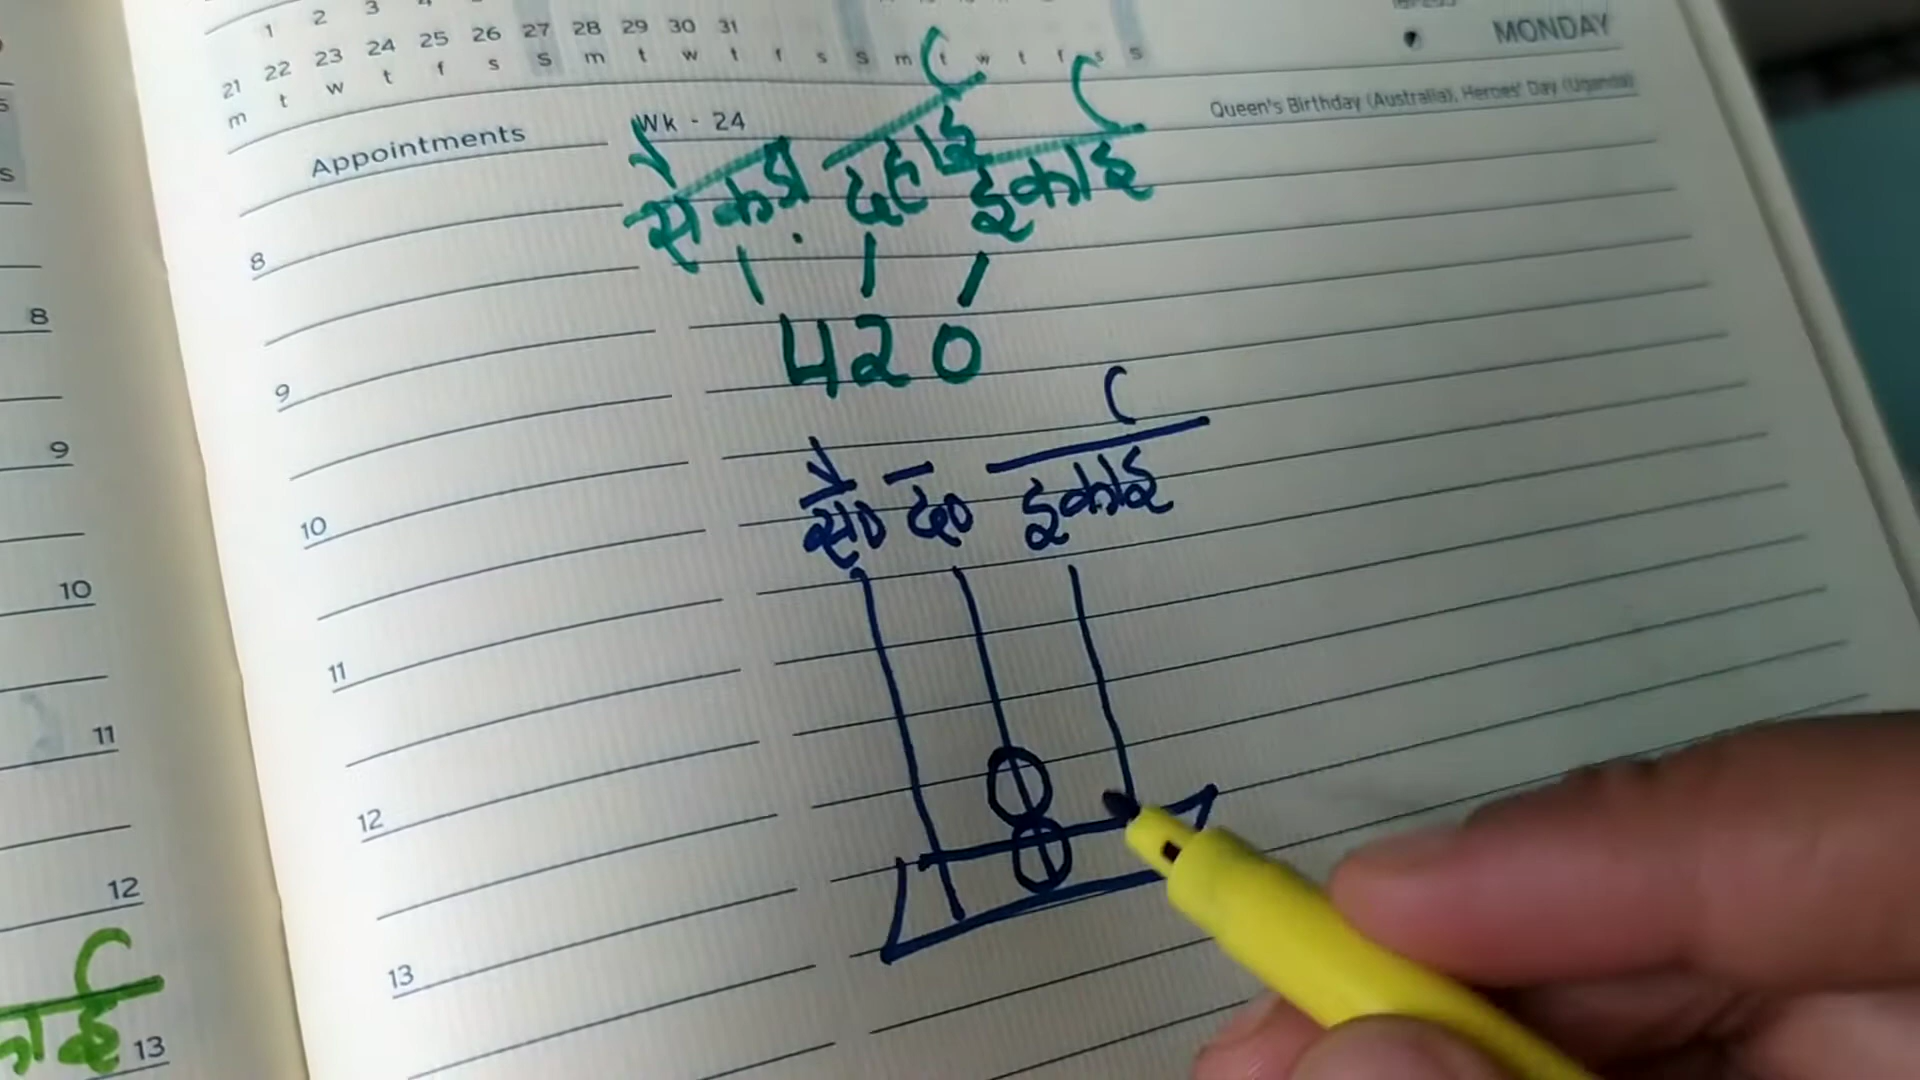 1 2 3 4
21 22 23 24 25 26 27 28 29 30 31
m t w t f s s m t w t f s s m t w t f s s
MONDAY
Queen's Birthday (Australia), Heroes' Day (Uganda)
Appointments
Wk - 24
सैकड़ा दहाई इकाई
420
सै० द० इकाई
8
9
10
11
12
13
8
9
10
11
12
13